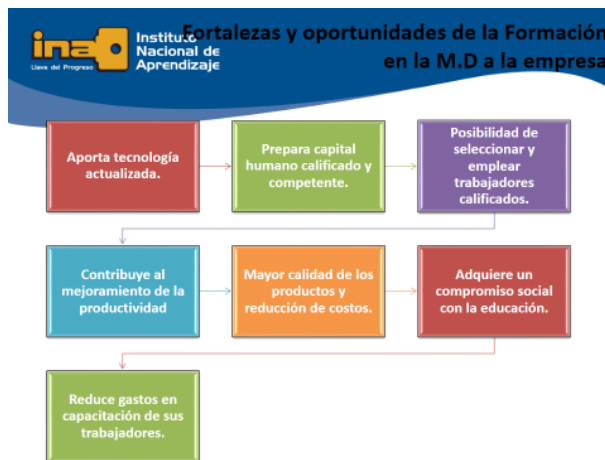 ina
Llave del Progreso
Instituto
Nacional de
Aprendizaje
Fortalezas y oportunidades de la Formación
en la M.D a la empresa
Aporta tecnología
actualizada.
Prepara capital
humano calificado y
competente.
Posibilidad de
seleccionar y
emplear
trabajadores
calificados.
Contribuye al
mejoramiento de la
productividad
Mayor calidad de los
productos y
reducción de costos.
Adquiere un
compromiso social
con la educación.
Reduce gastos en
capacitación de sus
trabajadores.